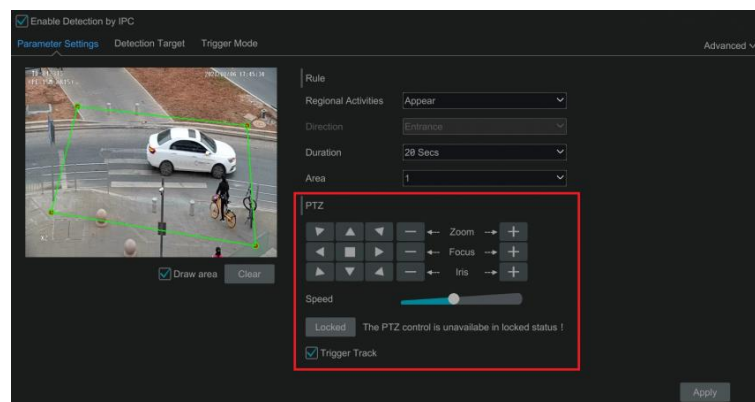 Enable Detection by IPC
Parameter Settings Detection Target Trigger Mode
Advanced
Rule
Regional Activities Appear
Direction Entrance
Duration 20 Secs
Area 1
PTZ
Zoom
Focus
Iris
Draw area Clear
Speed
Locked The PTZ control is unavailabe in locked status !
Trigger Track
Apply